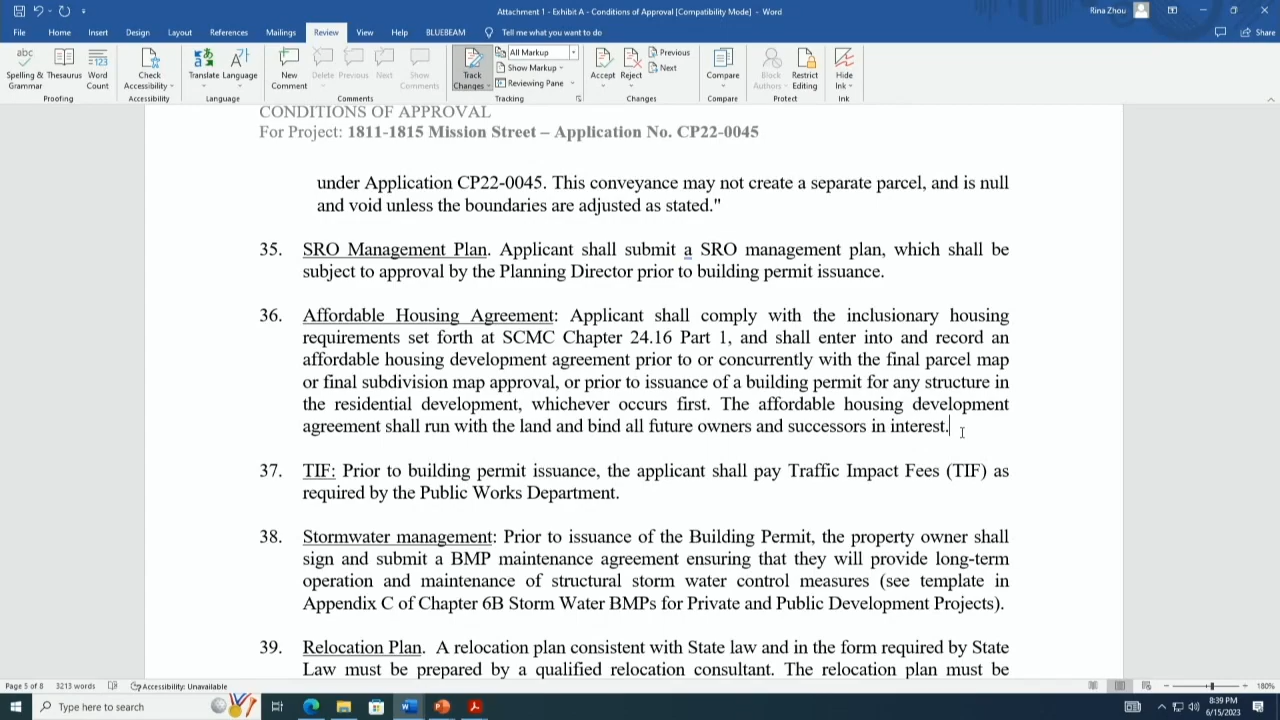 Attachment 1 - Exhibit A - Conditions of Approval [Compatibility Mode] - Word
Rina Zhou
File Home Insert Design Layout References Mailings Review View Help BLUEBEAM Tell me what you want to do
Share
abc
Spelling & Grammar
Thesaurus
123
Word Count
Proofing
Check Accessibility
Accessibility
Translate
Language
Language
New Comment
Delete
Previous
Next
Show Comments
Comments
Track Changes
All Markup
Show Markup
Reviewing Pane
Tracking
Accept
Reject
Previous
Next
Changes
Compare
Compare
Block Authors
Restrict Editing
Protect
Hide Ink
Ink
CONDITIONS OF APPROVAL
For Project: 1811-1815 Mission Street – Application No. CP22-0045
under Application CP22-0045. This conveyance may not create a separate parcel, and is null
and void unless the boundaries are adjusted as stated."
35. SRO Management Plan. Applicant shall submit a SRO management plan, which shall be
subject to approval by the Planning Director prior to building permit issuance.
36. Affordable Housing Agreement: Applicant shall comply with the inclusionary housing
requirements set forth at SCMC Chapter 24.16 Part 1, and shall enter into and record an
affordable housing development agreement prior to or concurrently with the final parcel map
or final subdivision map approval, or prior to issuance of a building permit for any structure in
the residential development, whichever occurs first. The affordable housing development
agreement shall run with the land and bind all future owners and successors in interest.
37. TIF: Prior to building permit issuance, the applicant shall pay Traffic Impact Fees (TIF) as
required by the Public Works Department.
38. Stormwater management: Prior to issuance of the Building Permit, the property owner shall
sign and submit a BMP maintenance agreement ensuring that they will provide long-term
operation and maintenance of structural storm water control measures (see template in
Appendix C of Chapter 6B Storm Water BMPs for Private and Public Development Projects).
39. Relocation Plan. A relocation plan consistent with State law and in the form required by State
Law must be prepared by a qualified relocation consultant. The relocation plan must be
Page 5 of 8 3213 words Accessibility: Unavailable
180%
Type here to search
8:39 PM
6/15/2023